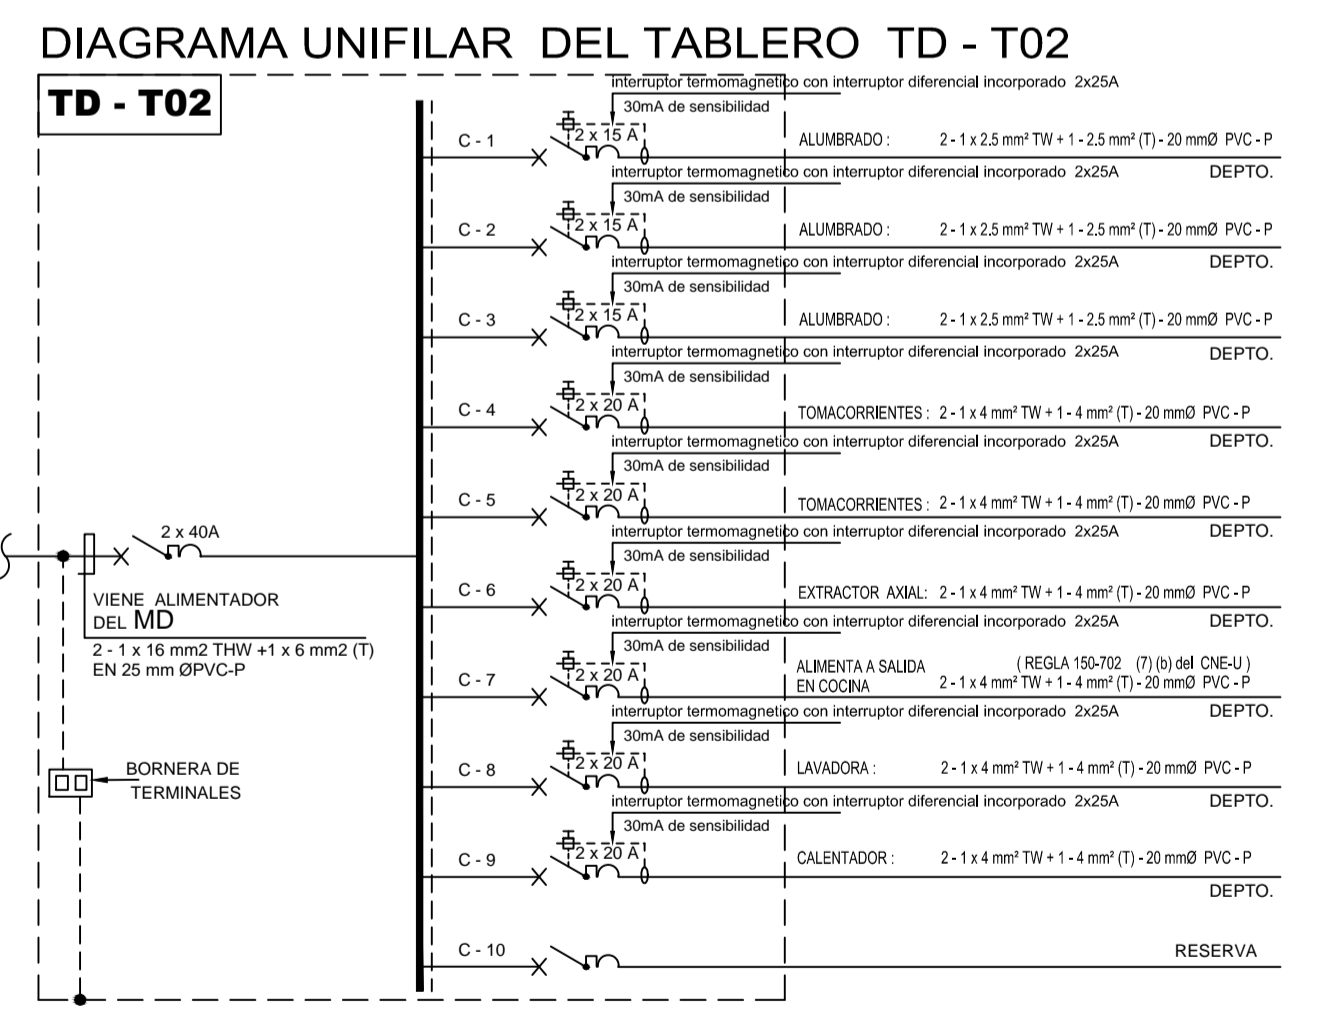 DIAGRAMA UNIFILAR DEL TABLERO TD - T02
TD - T02
interruptor termomagnetico con interruptor diferencial incorporado 2x25A
30mA de sensibilidad
C - 1
2 x 15 A
ALUMBRADO : 2 - 1 x 2.5 mm² TW + 1 - 2.5 mm² (T) - 20 mmØ PVC - P
DEPTO.
interruptor termomagnetico con interruptor diferencial incorporado 2x25A
30mA de sensibilidad
C - 2
2 x 15 A
ALUMBRADO : 2 - 1 x 2.5 mm² TW + 1 - 2.5 mm² (T) - 20 mmØ PVC - P
DEPTO.
interruptor termomagnetico con interruptor diferencial incorporado 2x25A
30mA de sensibilidad
C - 3
2 x 15 A
ALUMBRADO : 2 - 1 x 2.5 mm² TW + 1 - 2.5 mm² (T) - 20 mmØ PVC - P
DEPTO.
interruptor termomagnetico con interruptor diferencial incorporado 2x25A
30mA de sensibilidad
C - 4
2 x 20 A
TOMACORRIENTES : 2 - 1 x 4 mm² TW + 1 - 4 mm² (T) - 20 mmØ PVC - P
DEPTO.
interruptor termomagnetico con interruptor diferencial incorporado 2x25A
30mA de sensibilidad
C - 5
2 x 20 A
TOMACORRIENTES : 2 - 1 x 4 mm² TW + 1 - 4 mm² (T) - 20 mmØ PVC - P
DEPTO.
2 x 40A
VIENE ALIMENTADOR
DEL MD
2 - 1 x 16 mm2 THW +1 x 6 mm2 (T)
EN 25 mm ØPVC-P
interruptor termomagnetico con interruptor diferencial incorporado 2x25A
30mA de sensibilidad
C - 6
2 x 20 A
EXTRACTOR AXIAL: 2 - 1 x 4 mm² TW + 1 - 4 mm² (T) - 20 mmØ PVC - P
DEPTO.
interruptor termomagnetico con interruptor diferencial incorporado 2x25A
30mA de sensibilidad
C - 7
2 x 20 A
ALIMENTA A SALIDA ( REGLA 150-702 (7) (b) del CNE-U )
EN COCINA 2 - 1 x 4 mm² TW + 1 - 4 mm² (T) - 20 mmØ PVC - P
DEPTO.
interruptor termomagnetico con interruptor diferencial incorporado 2x25A
30mA de sensibilidad
C - 8
2 x 20 A
LAVADORA : 2 - 1 x 4 mm² TW + 1 - 4 mm² (T) - 20 mmØ PVC - P
DEPTO.
BORNERA DE
TERMINALES
interruptor termomagnetico con interruptor diferencial incorporado 2x25A
30mA de sensibilidad
C - 9
2 x 20 A
CALENTADOR : 2 - 1 x 4 mm² TW + 1 - 4 mm² (T) - 20 mmØ PVC - P
DEPTO.
C - 10
RESERVA